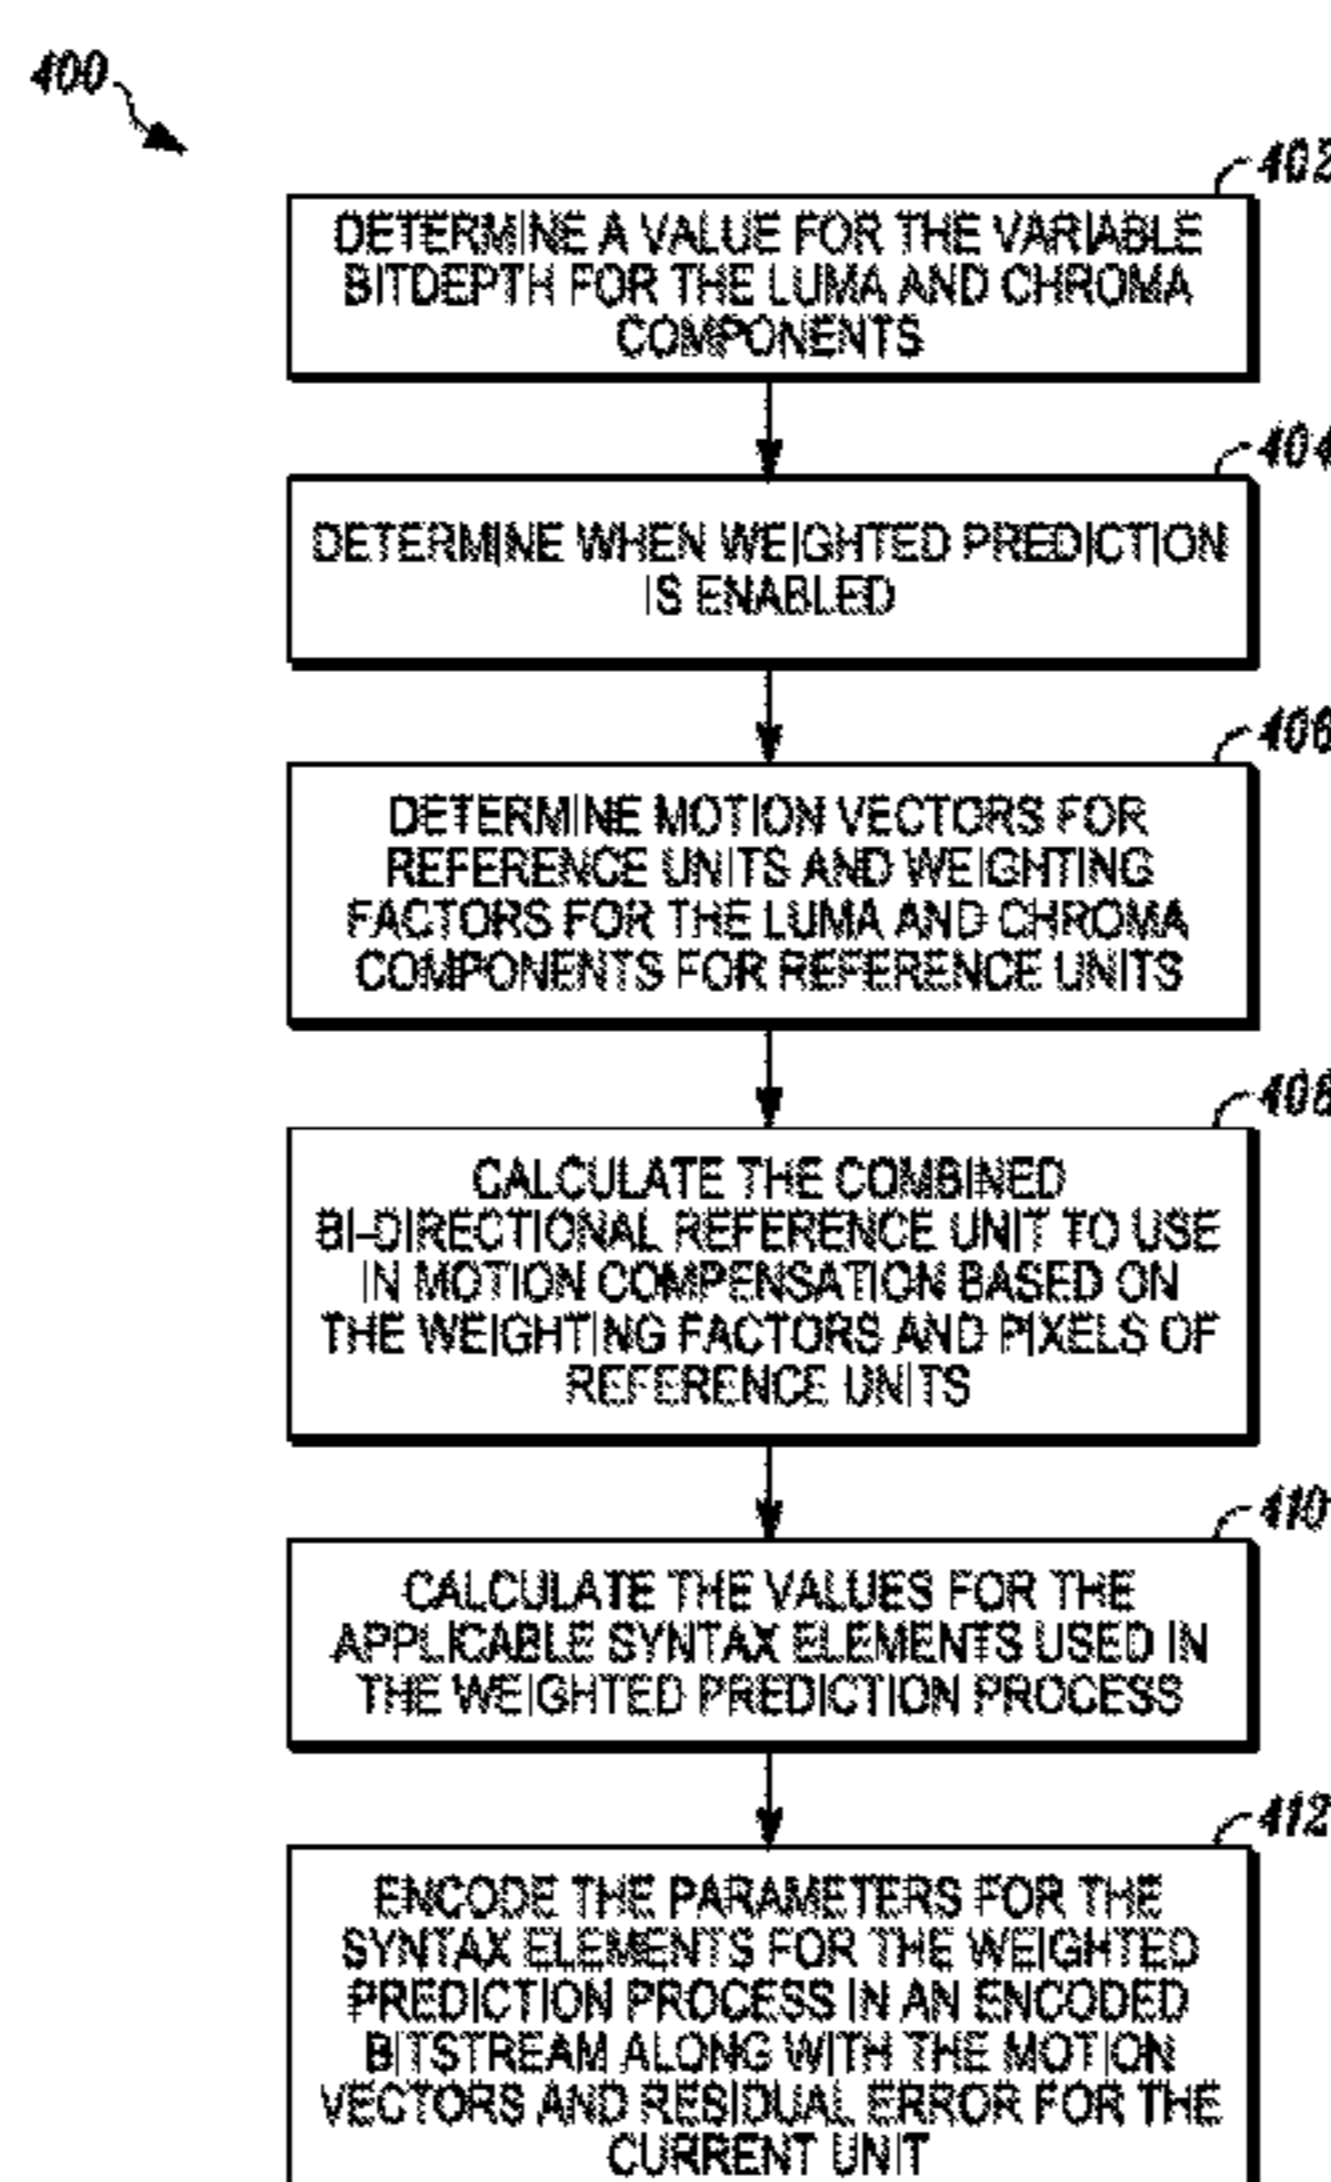 400
402
DETERMINE A VALUE FOR THE VARIABLE
BITDEPTH FOR THE LUMA AND CHROMA
COMPONENTS
404
DETERMINE WHEN WEIGHTED PREDICTION
IS ENABLED
406
DETERMINE MOTION VECTORS FOR
REFERENCE UNITS AND WEIGHTING
FACTORS FOR THE LUMA AND CHROMA
COMPONENTS FOR REFERENCE UNITS
408
CALCULATE THE COMBINED
BI-DIRECTIONAL REFERENCE UNIT TO USE
IN MOTION COMPENSATION BASED ON
THE WEIGHTING FACTORS AND PIXELS OF
REFERENCE UNITS
410
CALCULATE THE VALUES FOR THE
APPLICABLE SYNTAX ELEMENTS USED IN
THE WEIGHTED PREDICTION PROCESS
412
ENCODE THE PARAMETERS FOR THE
SYNTAX ELEMENTS FOR THE WEIGHTED
PREDICTION PROCESS IN AN ENCODED
BITSTREAM ALONG WITH THE MOTION
VECTORS AND RESIDUAL ERROR FOR THE
CURRENT UNIT